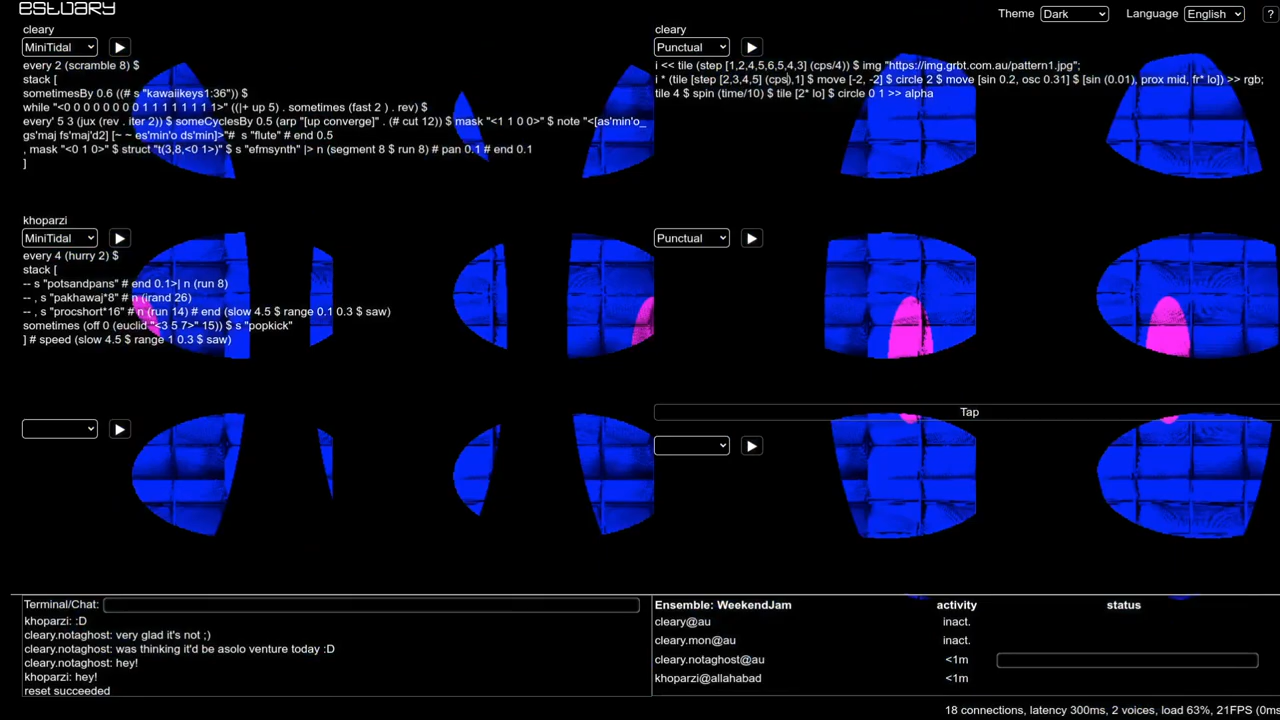 estuary
Theme Dark Language English ?
cleary
MiniTidal
every 2 (scramble 8) $
stack [
sometimesBy 0.6 ((# s "kawaiikeys1:36")) $
while "<0 0 0 0 0 0 0 1 1 1 1 1 1 1 1>" ((|+ up 5) . sometimes (fast 2 ) . rev) $
every' 5 3 (jux (rev . iter 2)) $ someCyclesBy 0.5 (arp "[up converge]" . (# cut 12)) $ mask "<1 1 0 0>" $ note "<[as'min'o_
gs'maj fs'maj'd2] [~ ~ es'min'o ds'min]>"#  s "flute" # end 0.5
, mask "<0 1 0>" $ struct "t(3,8,<0 1>)" $ s "efmsynth" |> n (segment 8 $ run 8) # pan 0.1 # end 0.1
]
cleary
Punctual
i << tile (step [1,2,4,5,6,5,4,3] (cps/4)) $ img "https://img.grbt.com.au/pattern1.jpg";
i * (tile [step [2,3,4,5] (cps),1] $ move [-2, -2] $ circle 2 $ move [sin 0.2, osc 0.31] $ [sin (0.01), prox mid, fr* lo]) >> rgb;
tile 4 $ spin (time/10) $ tile [2* lo] $ circle 0 1 >> alpha
khoparzi
MiniTidal
every 4 (hurry 2) $
stack [
-- s "potsandpans" # end 0.1>| n (run 8)
-- , s "pakhawaj*8" # n (irand 26)
-- , s "procshort*16" # n (run 14) # end (slow 4.5 $ range 0.1 0.3 $ saw)
sometimes (off 0 (euclid "<3 5 7>" 15)) $ s "popkick"
] # speed (slow 4.5 $ range 1 0.3 $ saw)
Punctual
Tap
Terminal/Chat:
khoparzi: :D
cleary.notaghost: very glad it's not ;)
cleary.notaghost: was thinking it'd be asolo venture today :D
cleary.notaghost: hey!
khoparzi: hey!
reset succeeded
Ensemble: WeekendJam activity status
cleary@au inact.
cleary.mon@au inact.
cleary.notaghost@au <1m
khoparzi@allahabad <1m
18 connections, latency 300ms, 2 voices, load 63%, 21FPS (0ms